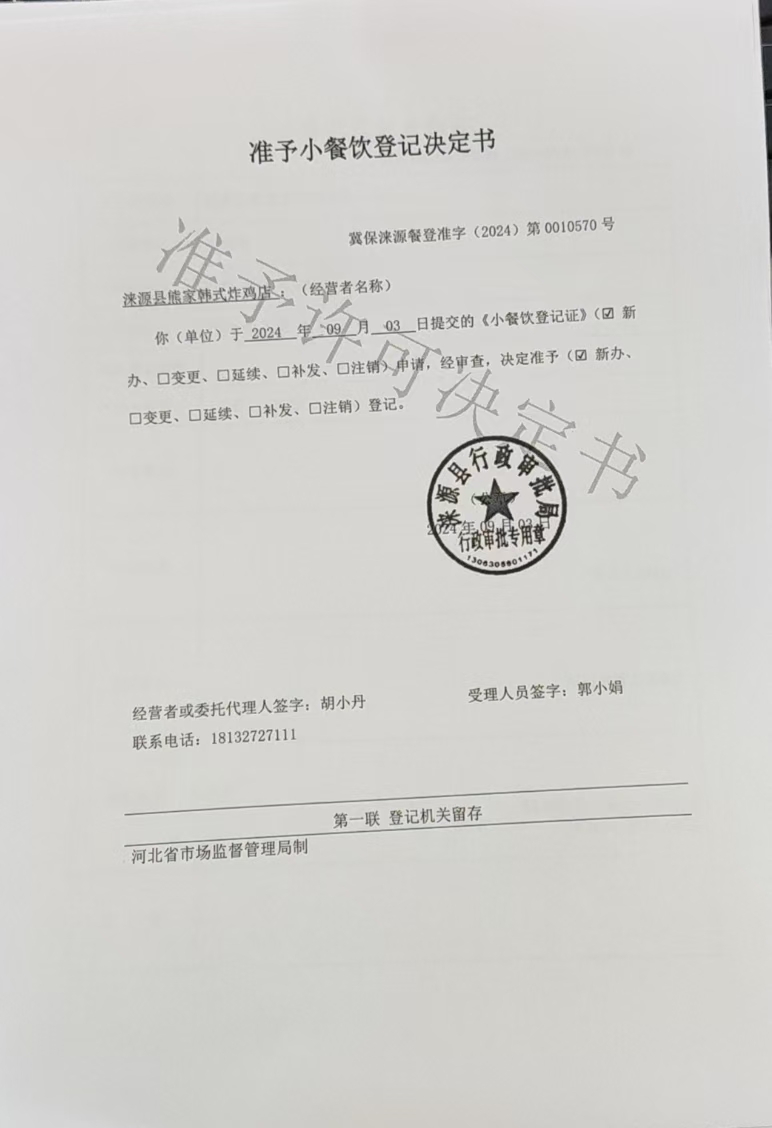 准予小餐饮登记决定书
冀保涞源餐登准字（2024）第 0010570 号
涞源县熊家韩式炸鸡店：（经营者名称）
你（单位）于 2024 年 09 月 03 日提交的《小餐饮登记证》（☑ 新
办、□变更、□延续、□补发、□注销）申请，经审查，决定准予（☑ 新办、
□变更、□延续、□补发、□注销）登记。
准予许可决定书
涞源县行政审批局
2024 年 09 月 03 日
行政审批专用章
经营者或委托代理人签字：胡小丹
受理人员签字：郭小娟
联系电话：18132727111
第一联 登记机关留存
河北省市场监督管理局制